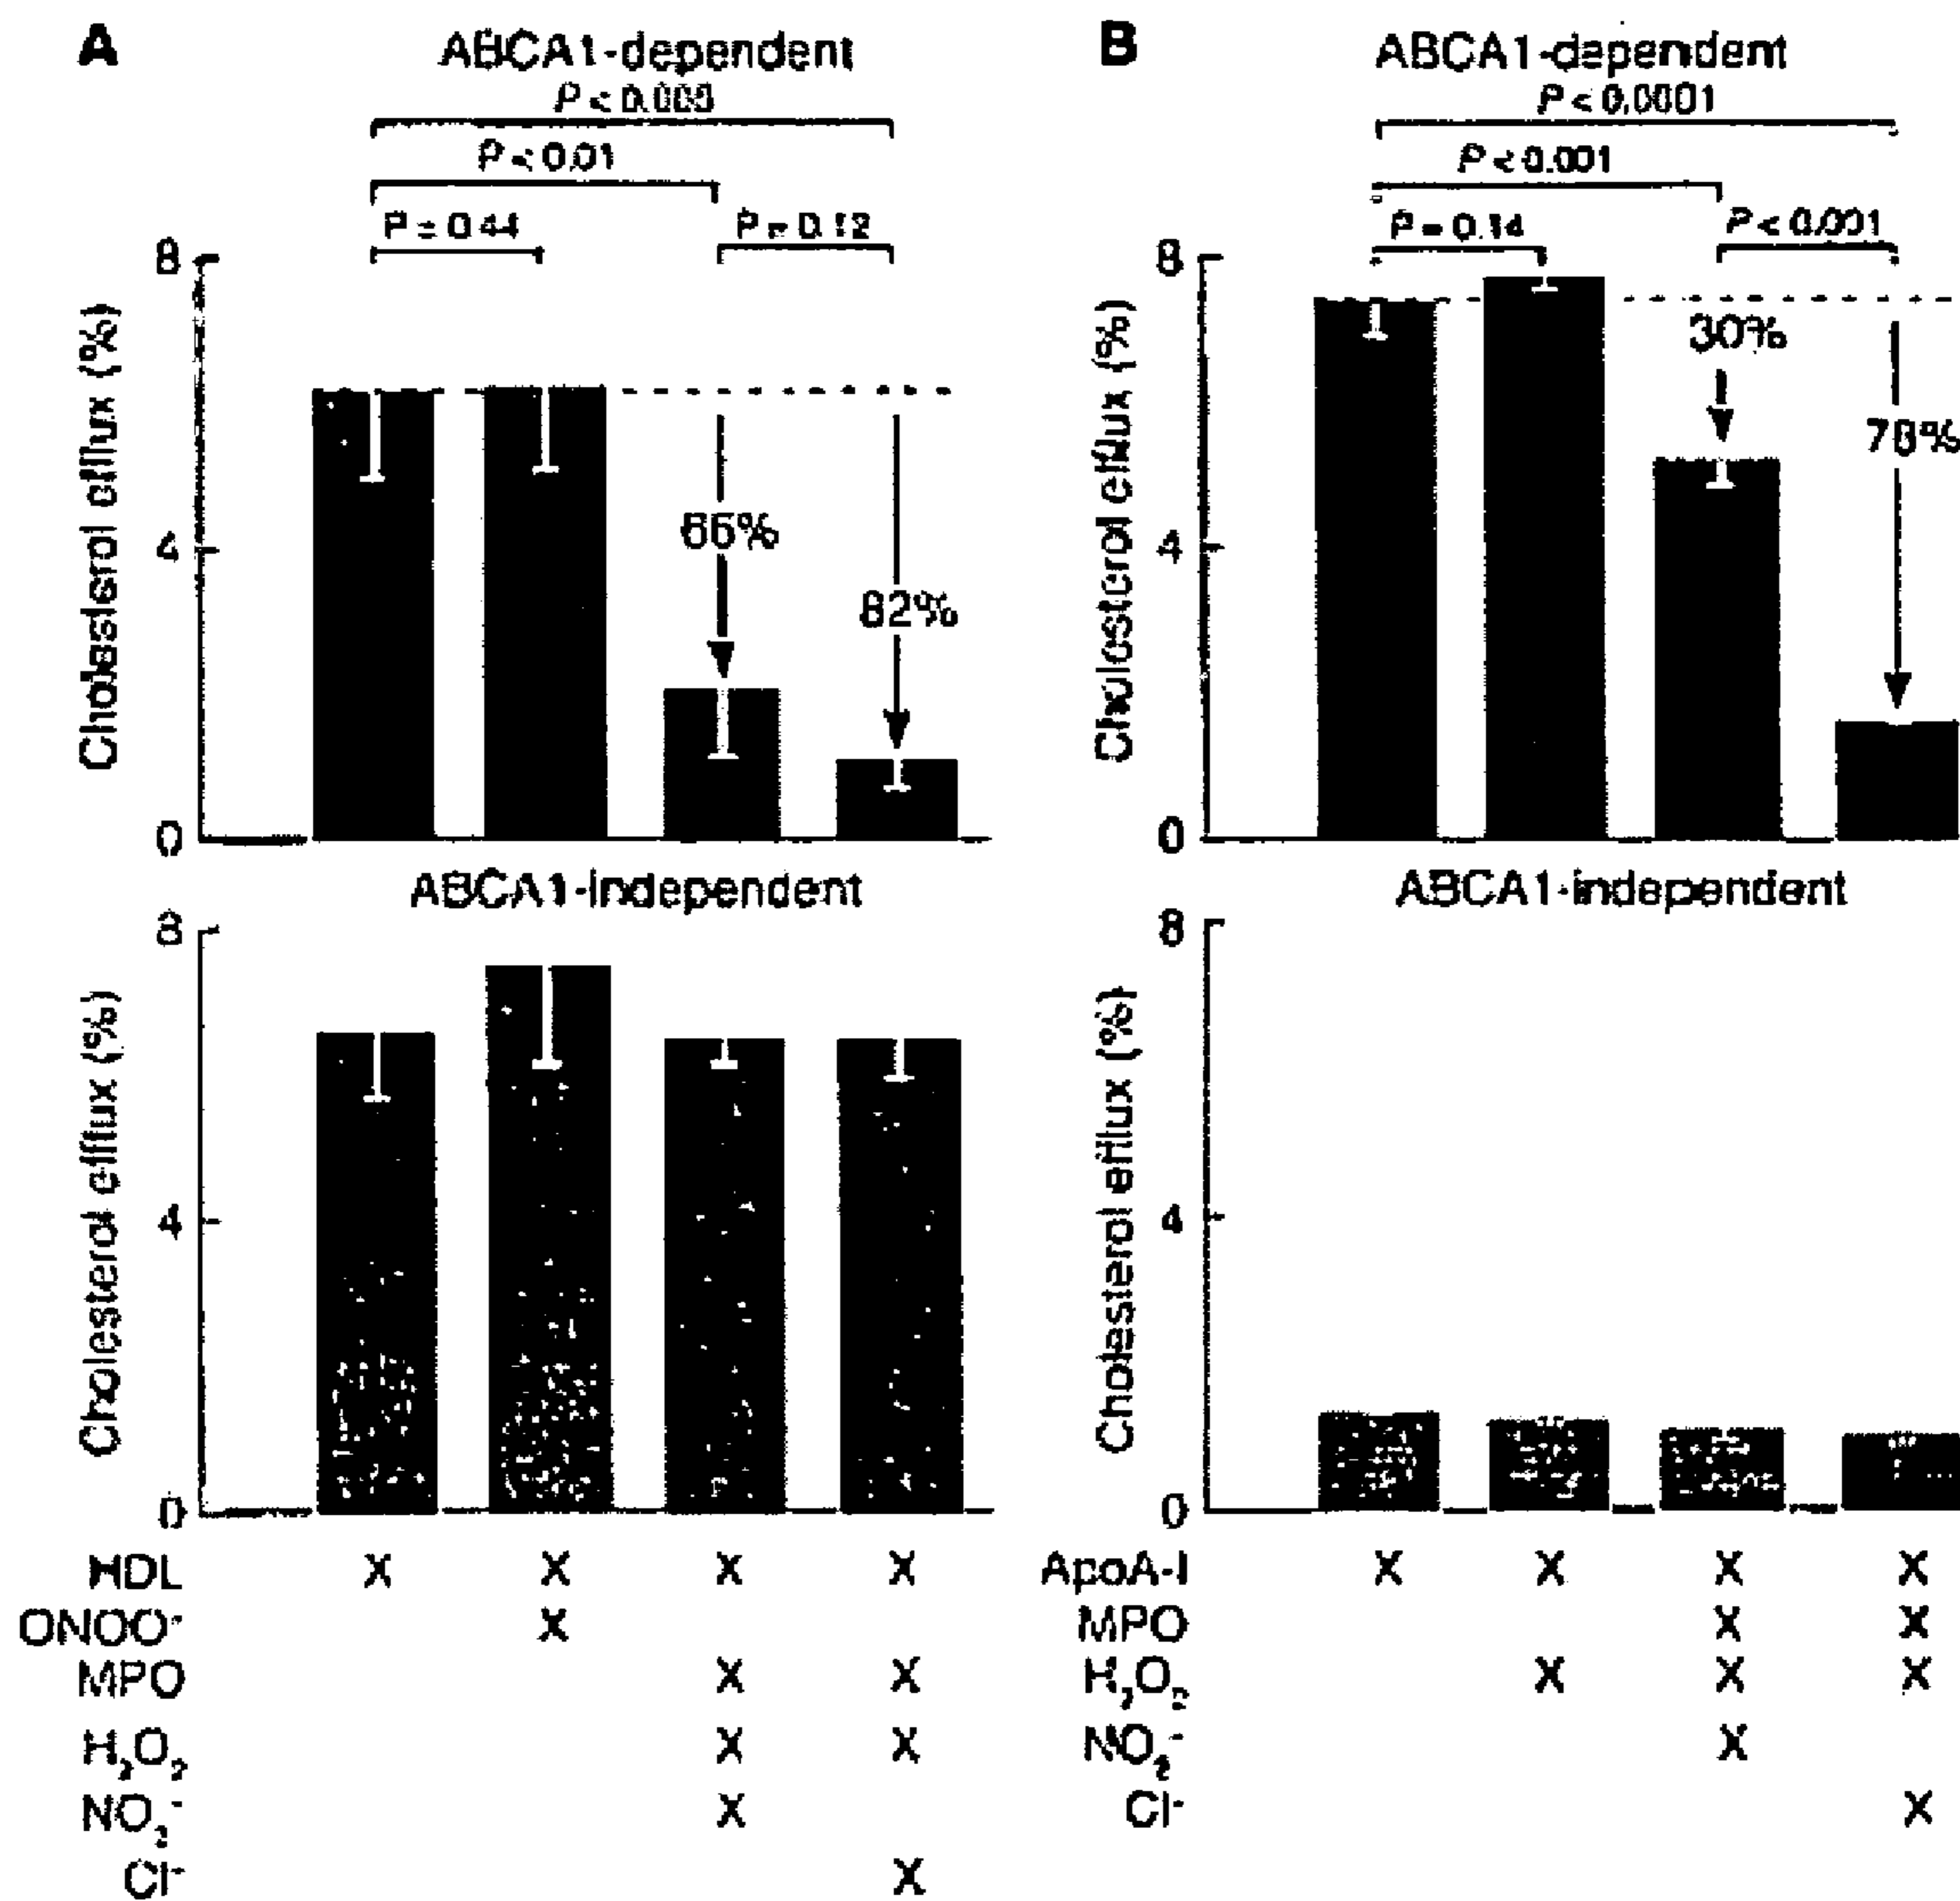 A
ABCA1-dependent
P < 0.01
P = 0.44
P = 0.12
Cholesterol efflux (%)
8
4
0
82%
ABCA1-independent
Cholesterol efflux (%)
8
4
0
HDL X X X X
ONOO⁻ X
MPO X X
H₂O₂ X X
NO₂⁻ X
Cl⁻ X
B
ABCA1-dependent
P < 0.0001
P < 0.001
P = 0.14
P < 0.001
Cholesterol efflux (%)
8
4
0
30%
ABCA1-independent
Cholesterol efflux (%)
8
4
0
ApoA-I X X X X
MPO X X
H₂O₂ X X X
NO₂⁻ X
Cl⁻ X